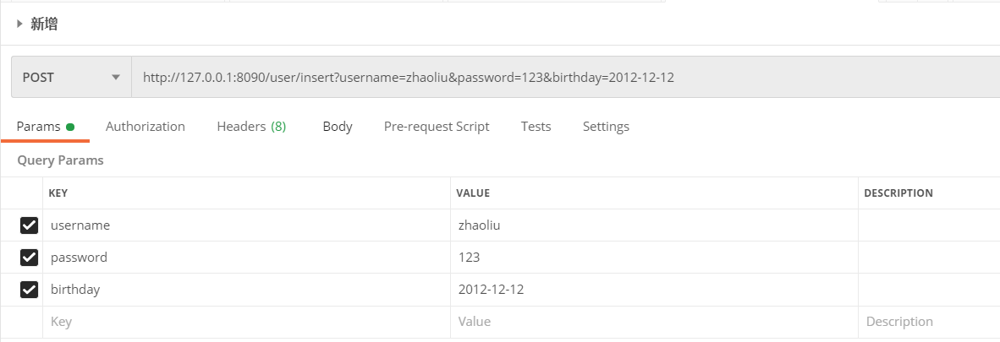 新增
POST http://127.0.0.1:8090/user/insert?username=zhaoliu&password=123&birthday=2012-12-12
Params Authorization Headers (8) Body Pre-request Script Tests Settings
Query Params
KEY VALUE DESCRIPTION
username zhaoliu
password 123
birthday 2012-12-12
Key Value Description